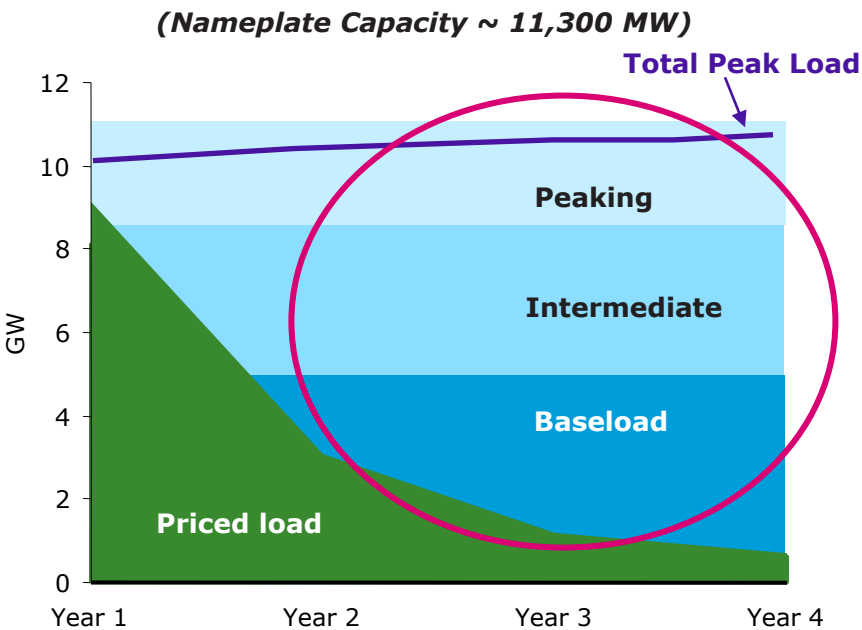 (Nameplate Capacity ~ 11,300 MW)
Total Peak Load
12
10
Peaking
8
Intermediate
6
GW
Baseload
4
2
Priced load
0
Year 1 Year 2 Year 3 Year 4